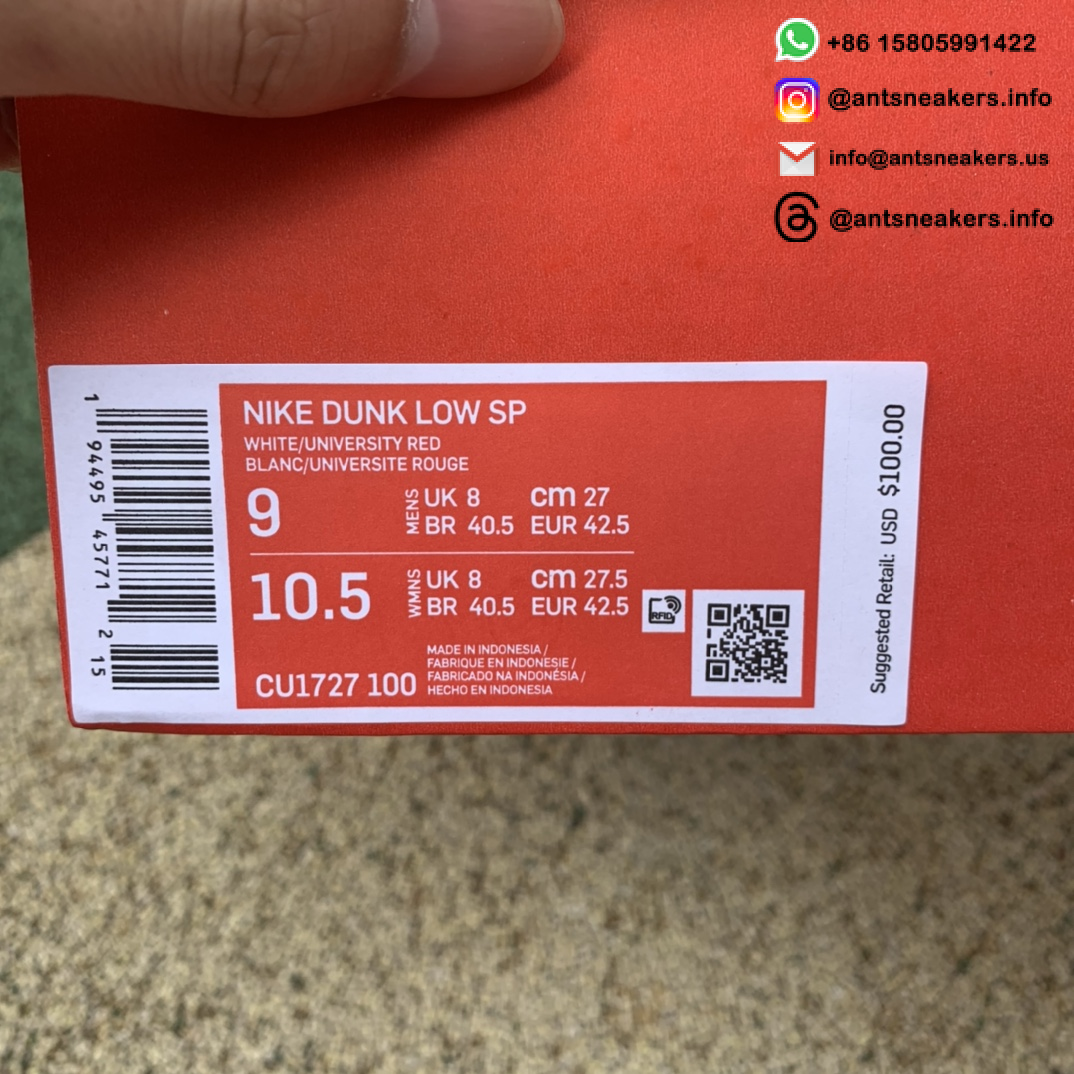 +86 15805991422
@antsneakers.info
info@antsneakers.us
@antsneakers.info
NIKE DUNK LOW SP
WHITE/UNIVERSITY RED
BLANC/UNIVERSITE ROUGE
9
MENS
UK 8 cm 27
BR 40.5 EUR 42.5
10.5
WMNS
UK 8 cm 27.5
BR 40.5 EUR 42.5
RFID
CU1727 100
MADE IN INDONESIA /
FABRIQUE EN INDONESIE /
FABRICADO NA INDONÉSIA /
HECHO EN INDONESIA
1 94495 45771 2 15
Suggested Retail: USD $100.00